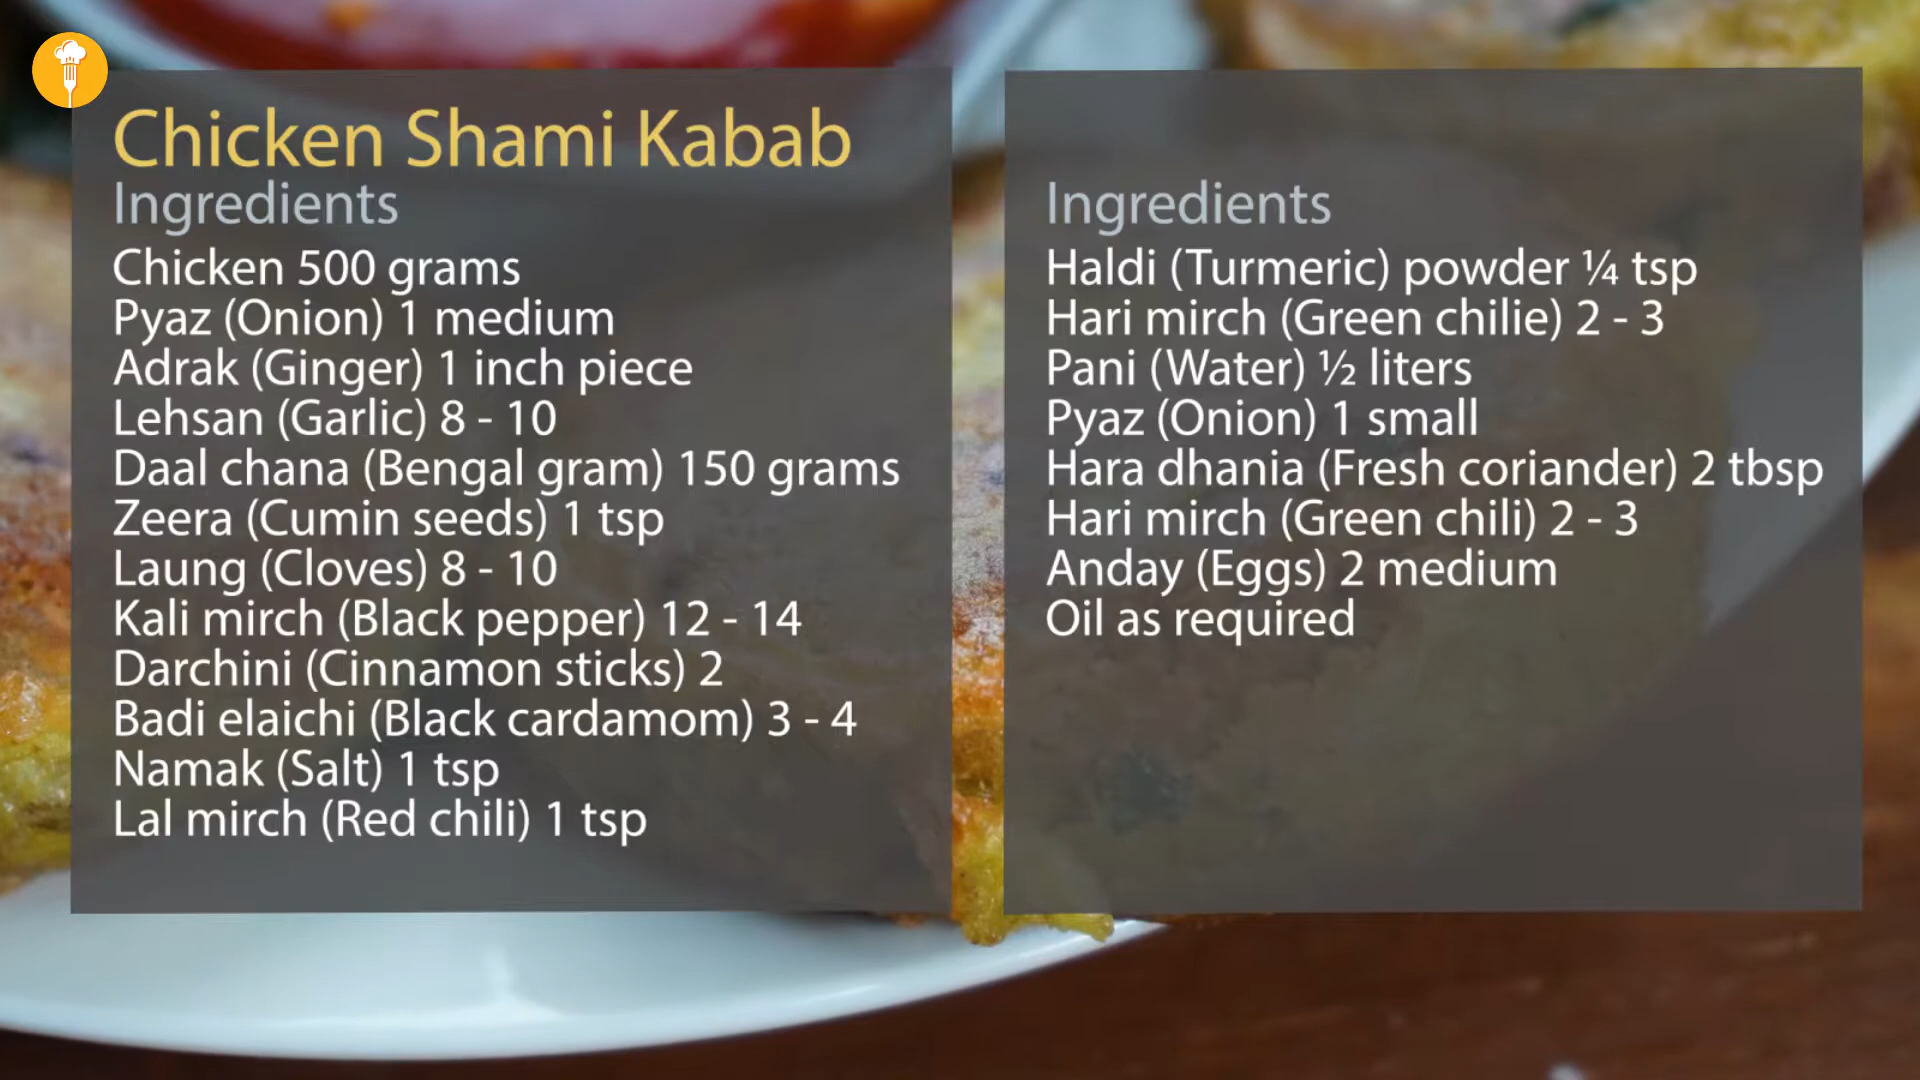 Chicken Shami Kabab
Ingredients
Chicken 500 grams
Pyaz (Onion) 1 medium
Adrak (Ginger) 1 inch piece
Lehsan (Garlic) 8 - 10
Daal chana (Bengal gram) 150 grams
Zeera (Cumin seeds) 1 tsp
Laung (Cloves) 8 - 10
Kali mirch (Black pepper) 12 - 14
Darchini (Cinnamon sticks) 2
Badi elaichi (Black cardamom) 3 - 4
Namak (Salt) 1 tsp
Lal mirch (Red chili) 1 tsp
Ingredients
Haldi (Turmeric) powder ¼ tsp
Hari mirch (Green chilie) 2 - 3
Pani (Water) ½ liters
Pyaz (Onion) 1 small
Hara dhania (Fresh coriander) 2 tbsp
Hari mirch (Green chili) 2 - 3
Anday (Eggs) 2 medium
Oil as required